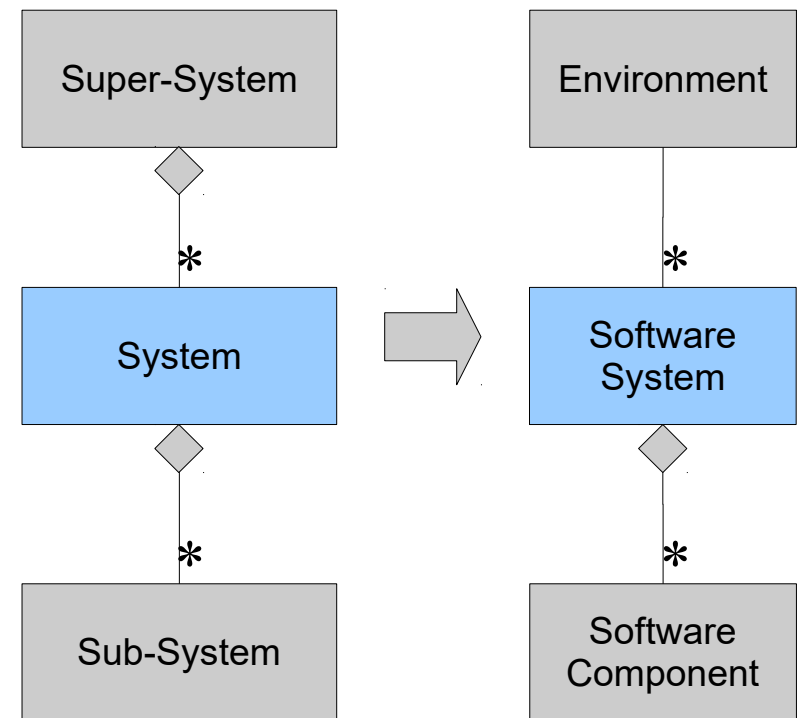 Super-System
Environment
*
*
System
Software
System
*
*
Sub-System
Software
Component